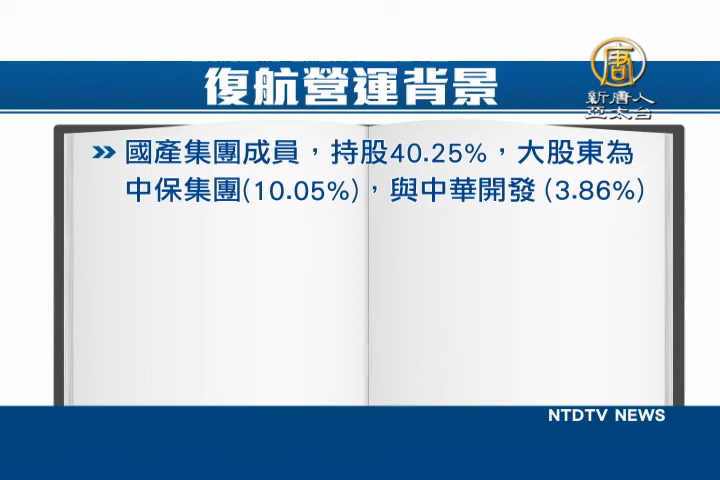 復航營運背景
唐
新唐人
亞太台
國產集團成員，持股40.25%，大股東為
中保集團(10.05%)，與中華開發 (3.86%)
NTDTV NEWS